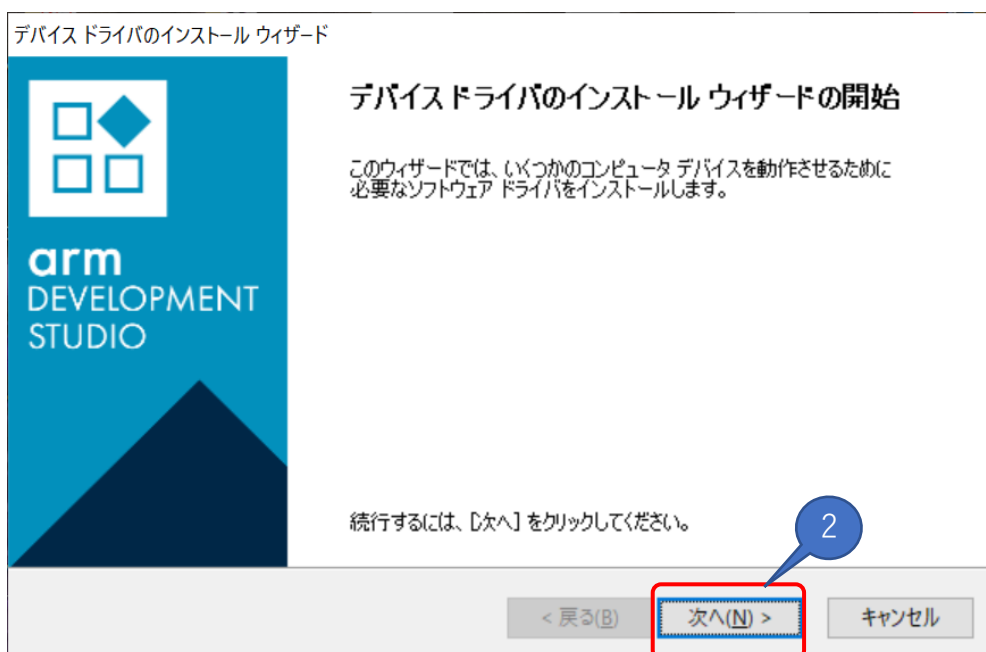 デバイス ドライバのインストール ウィザード
デバイス ドライバのインストール ウィザードの開始
このウィザードでは、いくつかのコンピュータ デバイスを動作させるために
必要なソフトウェア ドライバをインストールします。
arm
DEVELOPMENT
STUDIO
続行するには、[次へ] をクリックしてください。
2
< 戻る(B)
次へ(N) >
キャンセル